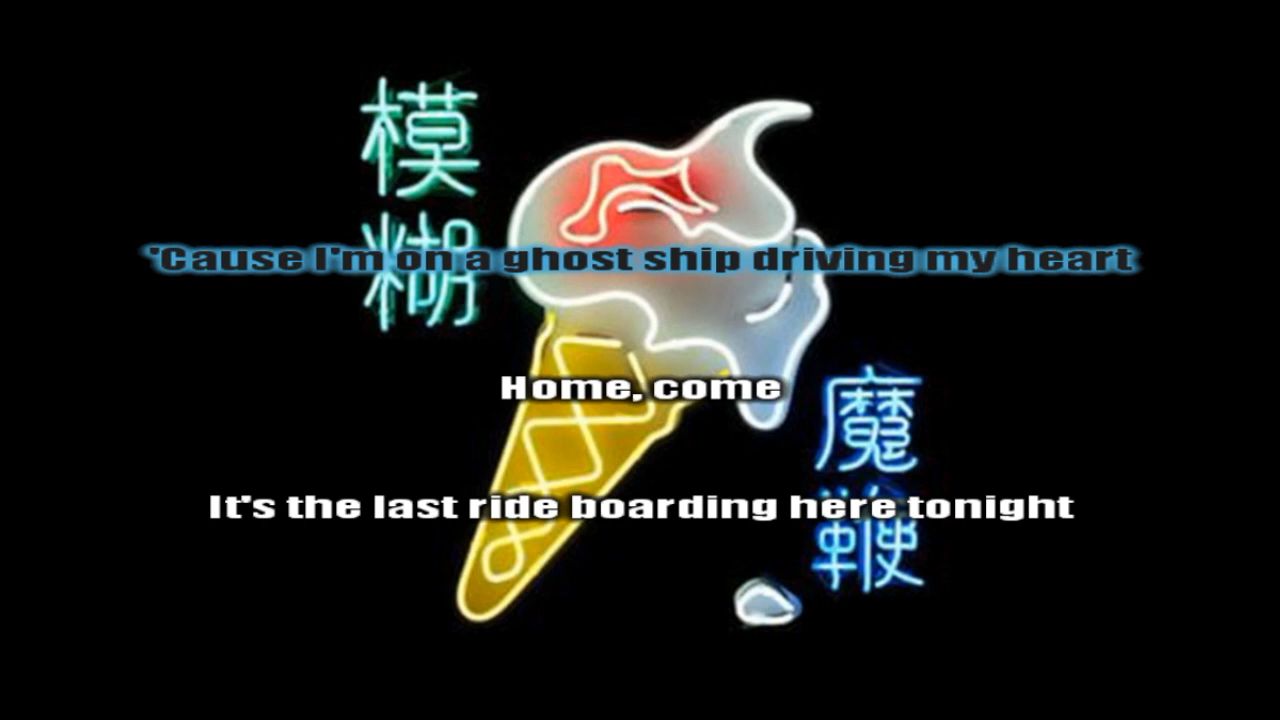 模
糊
'Cause I'm on a ghost ship driving my heart
Home, come
It's the last ride boarding here tonight
魔
鞭